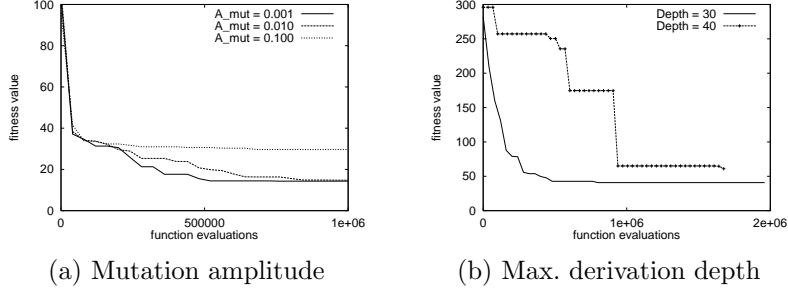 100
80
60
40
20
0
fitness value
A_mut = 0.001
A_mut = 0.010
A_mut = 0.100
0
500000
1e+06
function evaluations
(a) Mutation amplitude
300
250
200
150
100
50
0
fitness value
Depth = 30
Depth = 40
0
1e+06
2e+06
function evaluations
(b) Max. derivation depth